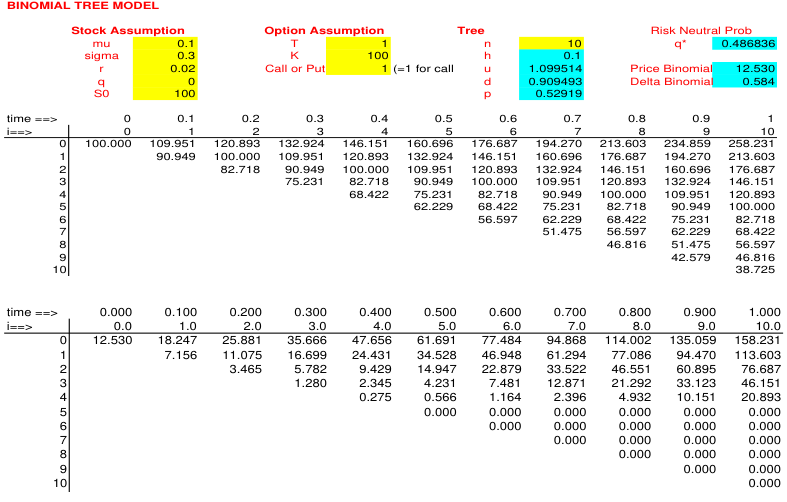 BINOMIAL TREE MODEL
Stock Assumption Option Assumption Tree Risk Neutral Prob
mu 0.1 T 1 n 10 q* 0.486836
sigma 0.3 K 100 h 0.1
r 0.02 Call or Put 1 (=1 for call u 1.099514 Price Binomial 12.530
q 0 d 0.909493 Delta Binomial 0.584
S0 100 p 0.52919
time ==> 0 0.1 0.2 0.3 0.4 0.5 0.6 0.7 0.8 0.9 1
i==> 0 1 2 3 4 5 6 7 8 9 10
0 100.000 109.951 120.893 132.924 146.151 160.696 176.687 194.270 213.603 234.859 258.231
1 90.949 100.000 109.951 120.893 132.924 146.151 160.696 176.687 194.270 213.603
2 82.718 90.949 100.000 109.951 120.893 132.924 146.151 160.696 176.687
3 75.231 82.718 90.949 100.000 109.951 120.893 132.924 146.151
4 68.422 75.231 82.718 90.949 100.000 109.951 120.893
5 62.229 68.422 75.231 82.718 90.949 100.000
6 56.597 62.229 68.422 75.231 82.718
7 51.475 56.597 62.229 68.422
8 46.816 51.475 56.597
9 42.579 46.816
10 38.725
time ==> 0.000 0.100 0.200 0.300 0.400 0.500 0.600 0.700 0.800 0.900 1.000
i==> 0.0 1.0 2.0 3.0 4.0 5.0 6.0 7.0 8.0 9.0 10.0
0 12.530 18.247 25.881 35.666 47.656 61.691 77.484 94.868 114.002 135.059 158.231
1 7.156 11.075 16.699 24.431 34.528 46.948 61.294 77.086 94.470 113.603
2 3.465 5.782 9.429 14.947 22.879 33.522 46.551 60.895 76.687
3 1.280 2.345 4.231 7.481 12.871 21.292 33.123 46.151
4 0.275 0.566 1.164 2.396 4.932 10.151 20.893
5 0.000 0.000 0.000 0.000 0.000 0.000
6 0.000 0.000 0.000 0.000 0.000
7 0.000 0.000 0.000 0.000
8 0.000 0.000 0.000
9 0.000 0.000
10 0.000